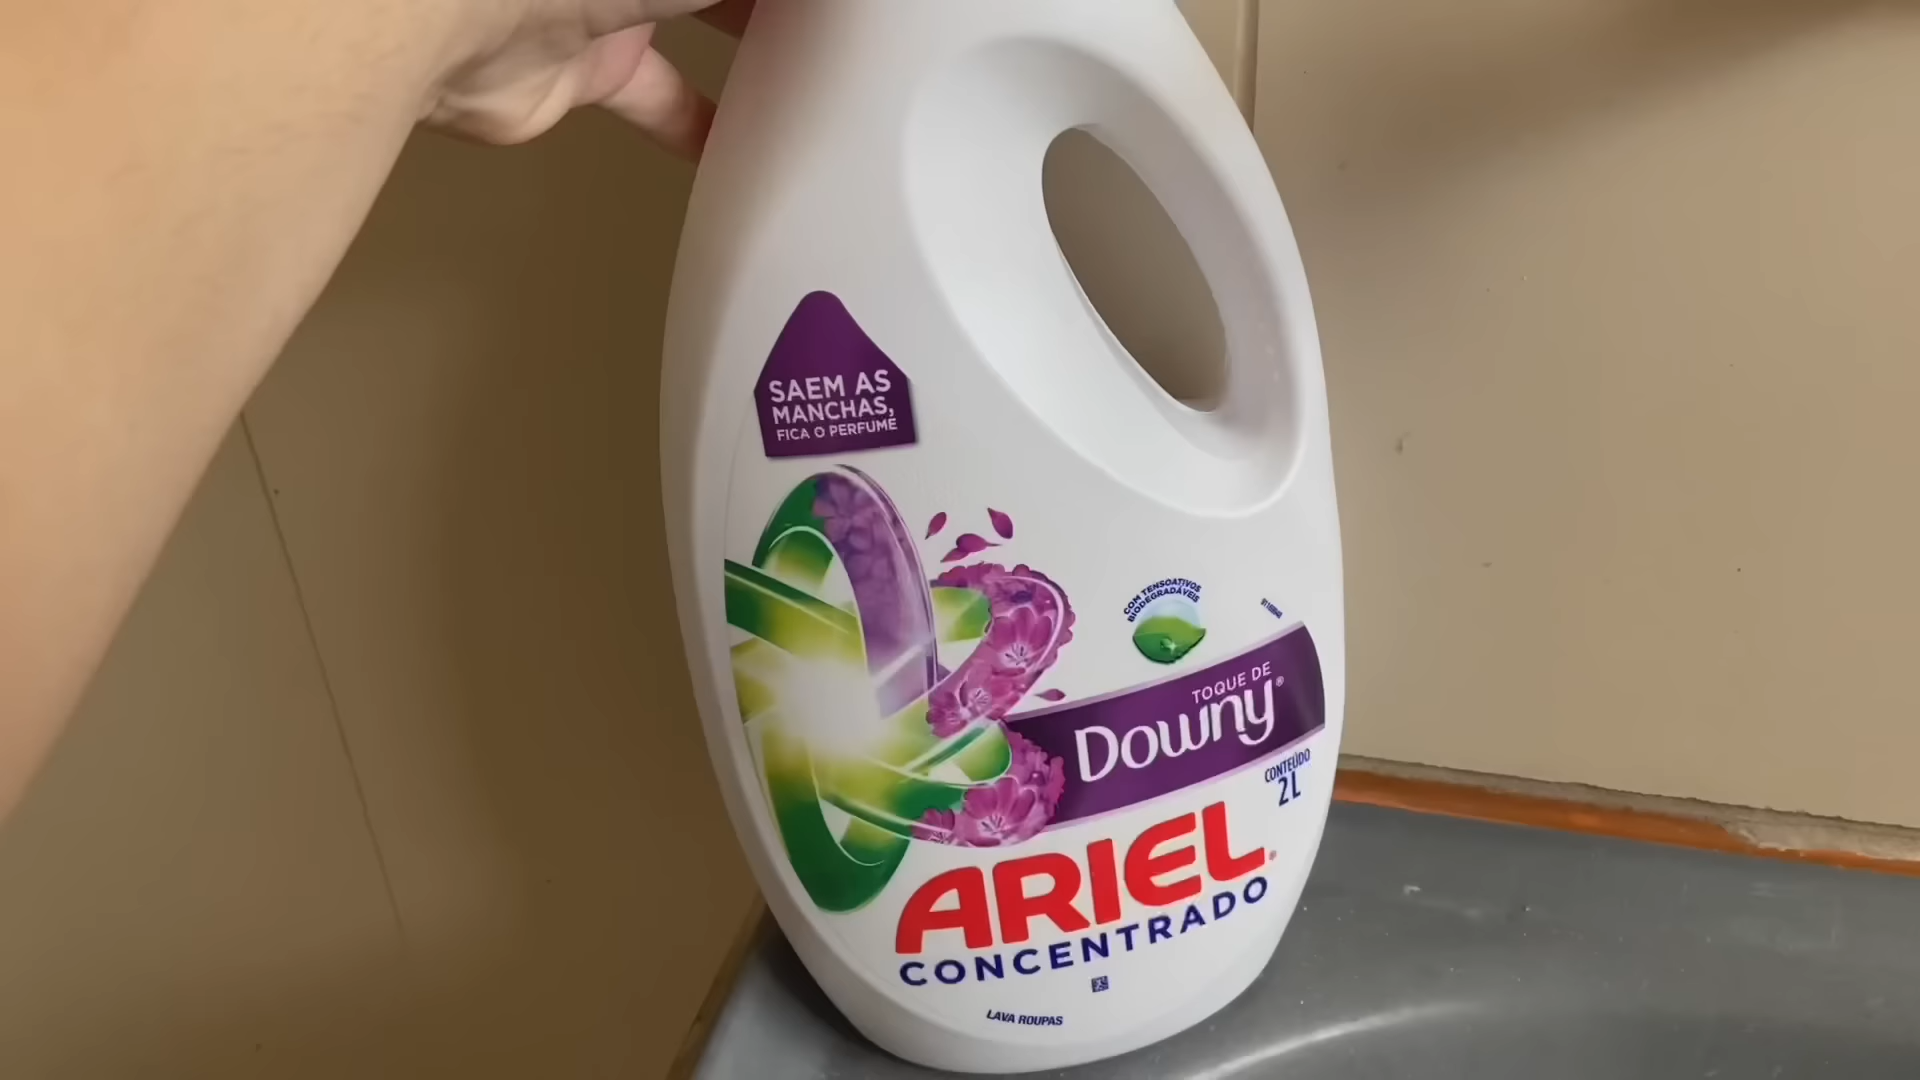 SAEM AS
MANCHAS,
FICA O PERFUME
COM TENSOATIVOS
BIODEGRADÁVEIS
TOQUE DE
Downy®
CONTEÚDO
2L
ARIEL
CONCENTRADO
LAVA ROUPAS